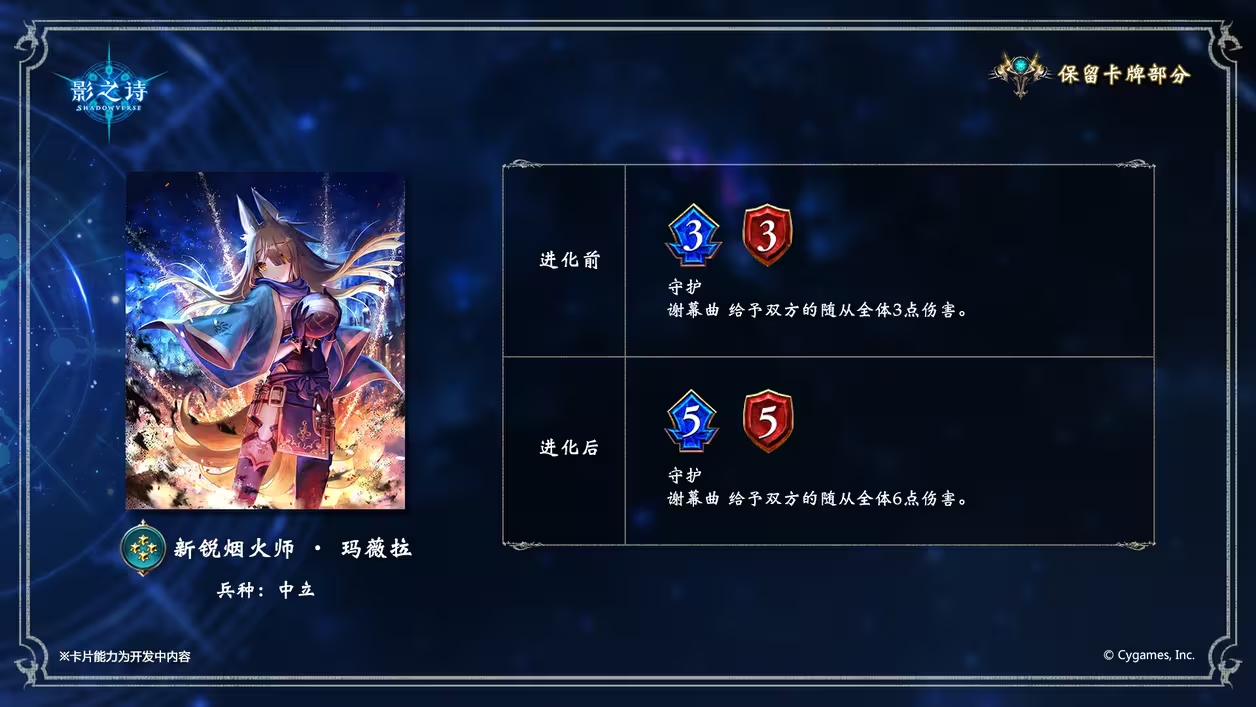 影之诗
SHADOWVERSE
保留卡牌部分
进化前
3 3
守护
谢幕曲 给予双方的随从全体3点伤害。
进化后
5 5
守护
谢幕曲 给予双方的随从全体6点伤害。
新锐烟火师 · 玛薇拉
兵种：中立
※卡片能力为开发中内容
© Cygames, Inc.